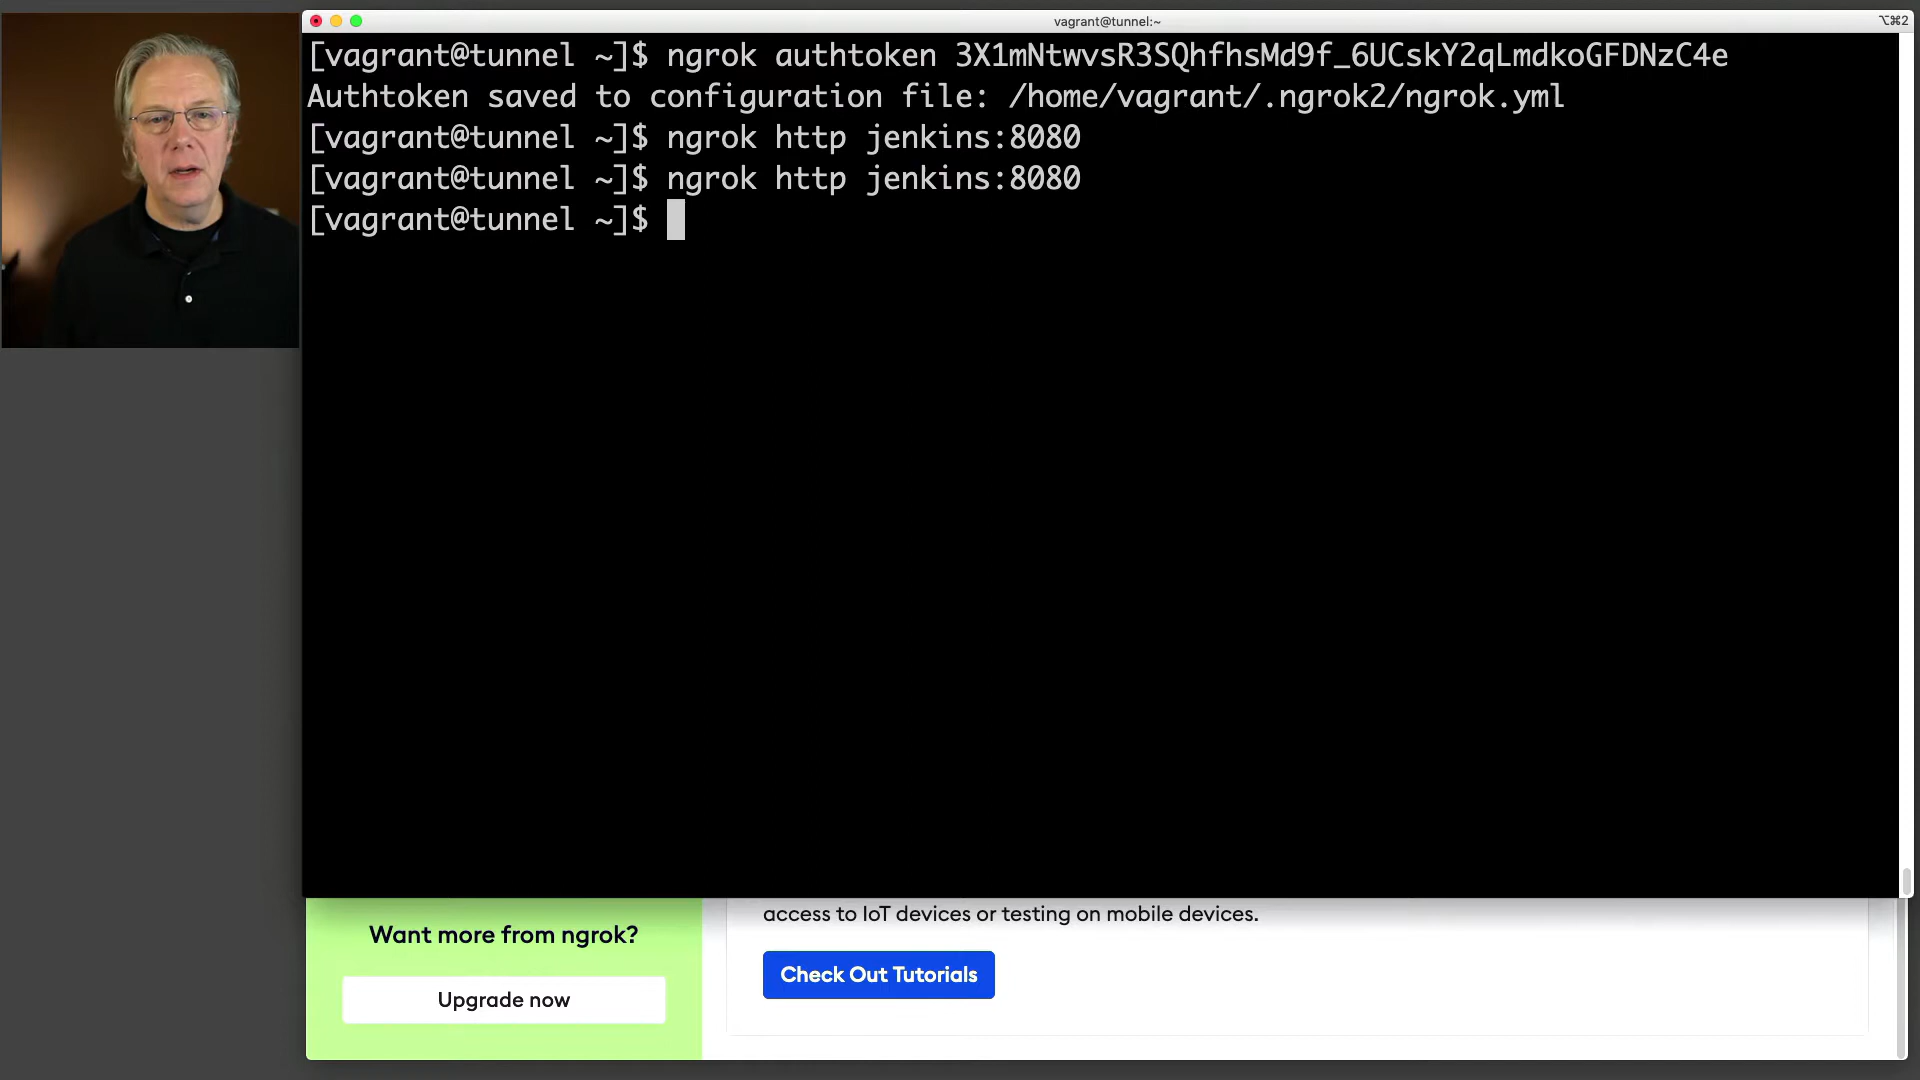 vagrant@tunnel:~
⌥⌘2
[vagrant@tunnel ~]$ ngrok authtoken 3X1mNtwvsR3SQhfhsMd9f_6UCskY2qLmdkoGFDNzC4e
Authtoken saved to configuration file: /home/vagrant/.ngrok2/ngrok.yml
[vagrant@tunnel ~]$ ngrok http jenkins:8080
[vagrant@tunnel ~]$ ngrok http jenkins:8080
[vagrant@tunnel ~]$
access to IoT devices or testing on mobile devices.
Want more from ngrok?
Check Out Tutorials
Upgrade now